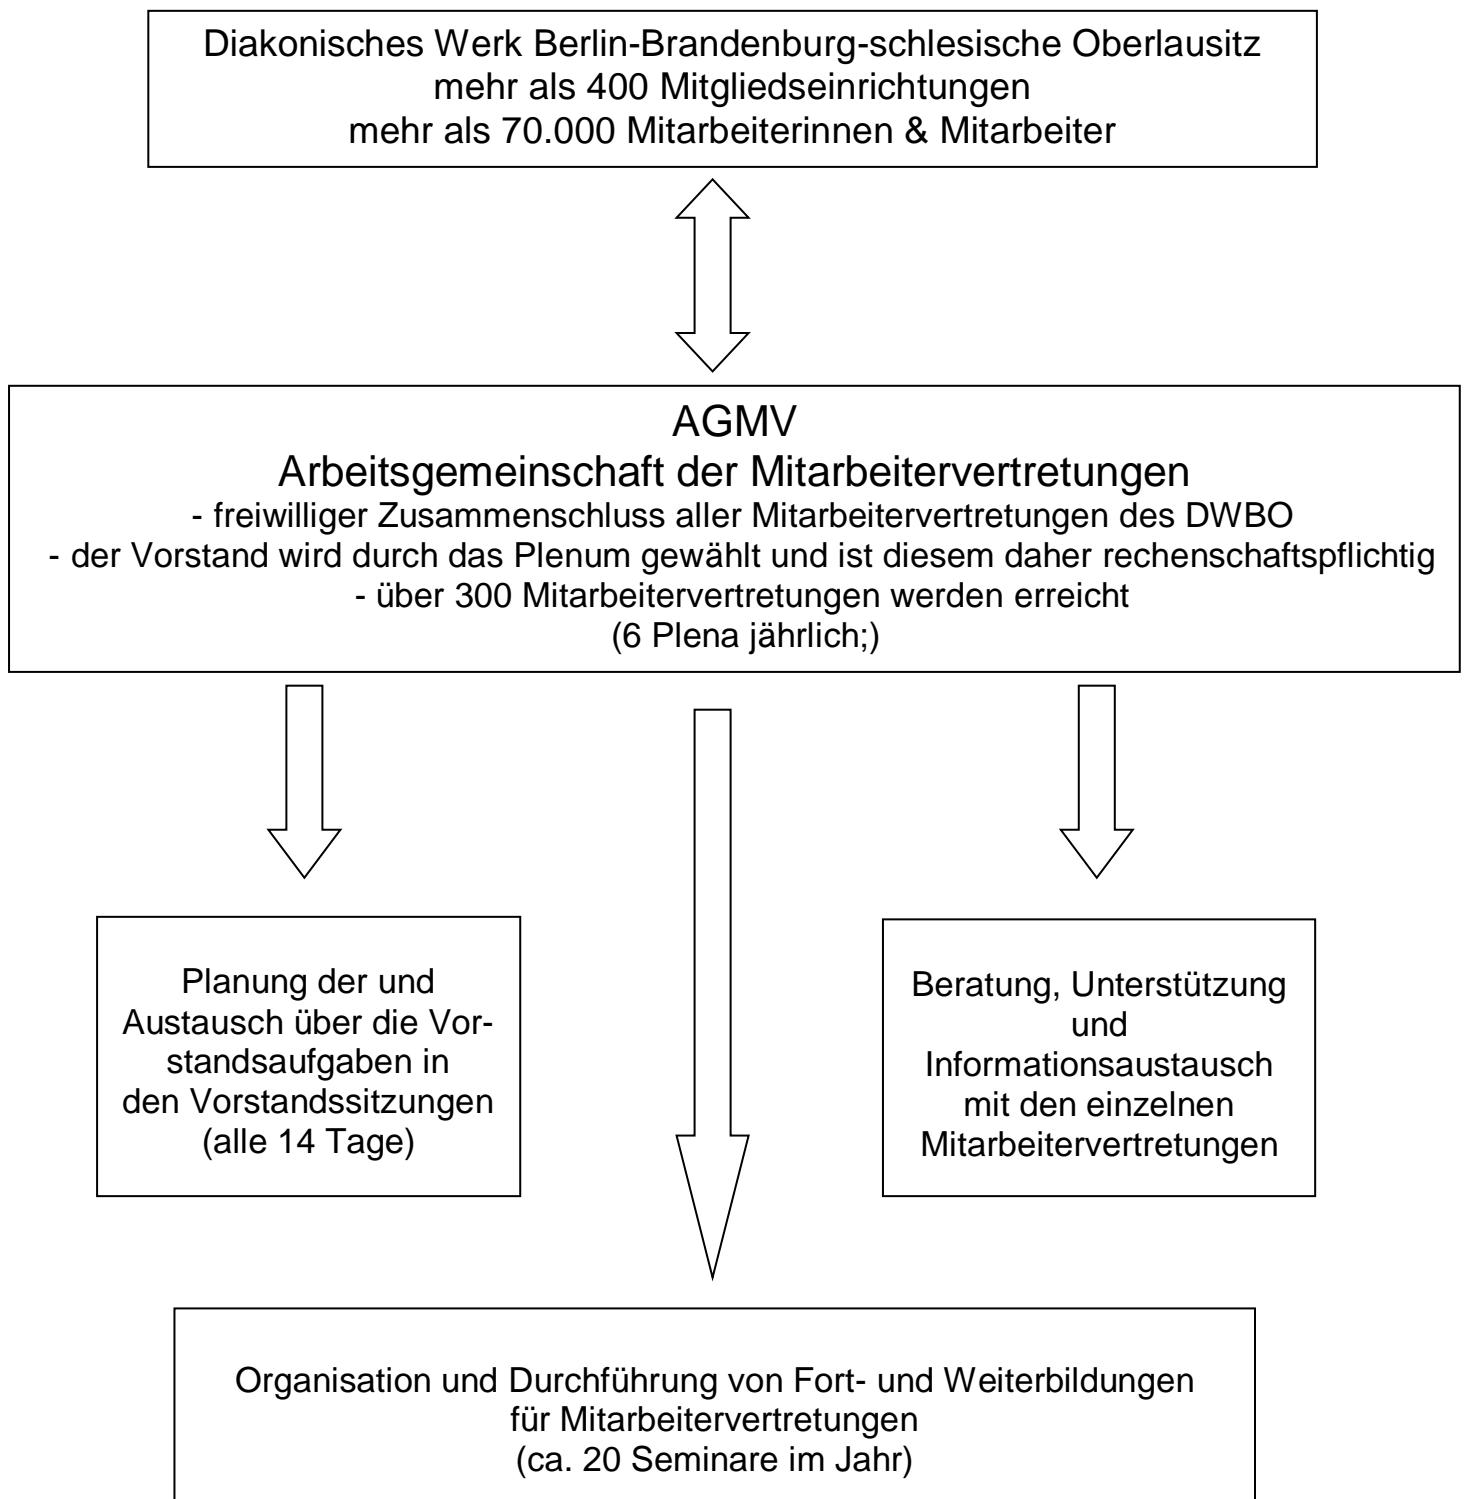 Diakonisches Werk Berlin-Brandenburg-schlesische Oberlausitz
mehr als 400 Mitgliedseinrichtungen
mehr als 70.000 Mitarbeiterinnen & Mitarbeiter
AGMV
Arbeitsgemeinschaft der Mitarbeitervertretungen
- freiwilliger Zusammenschluss aller Mitarbeitervertretungen des DWBO
- der Vorstand wird durch das Plenum gewählt und ist diesem daher rechenschaftspflichtig
- über 300 Mitarbeitervertretungen werden erreicht
(6 Plena jährlich;)
Planung der und
Austausch über die Vor-
standsaufgaben in
den Vorstandssitzungen
(alle 14 Tage)
Beratung, Unterstützung
und
Informationsaustausch
mit den einzelnen
Mitarbeitervertretungen
Organisation und Durchführung von Fort- und Weiterbildungen
für Mitarbeitervertretungen
(ca. 20 Seminare im Jahr)